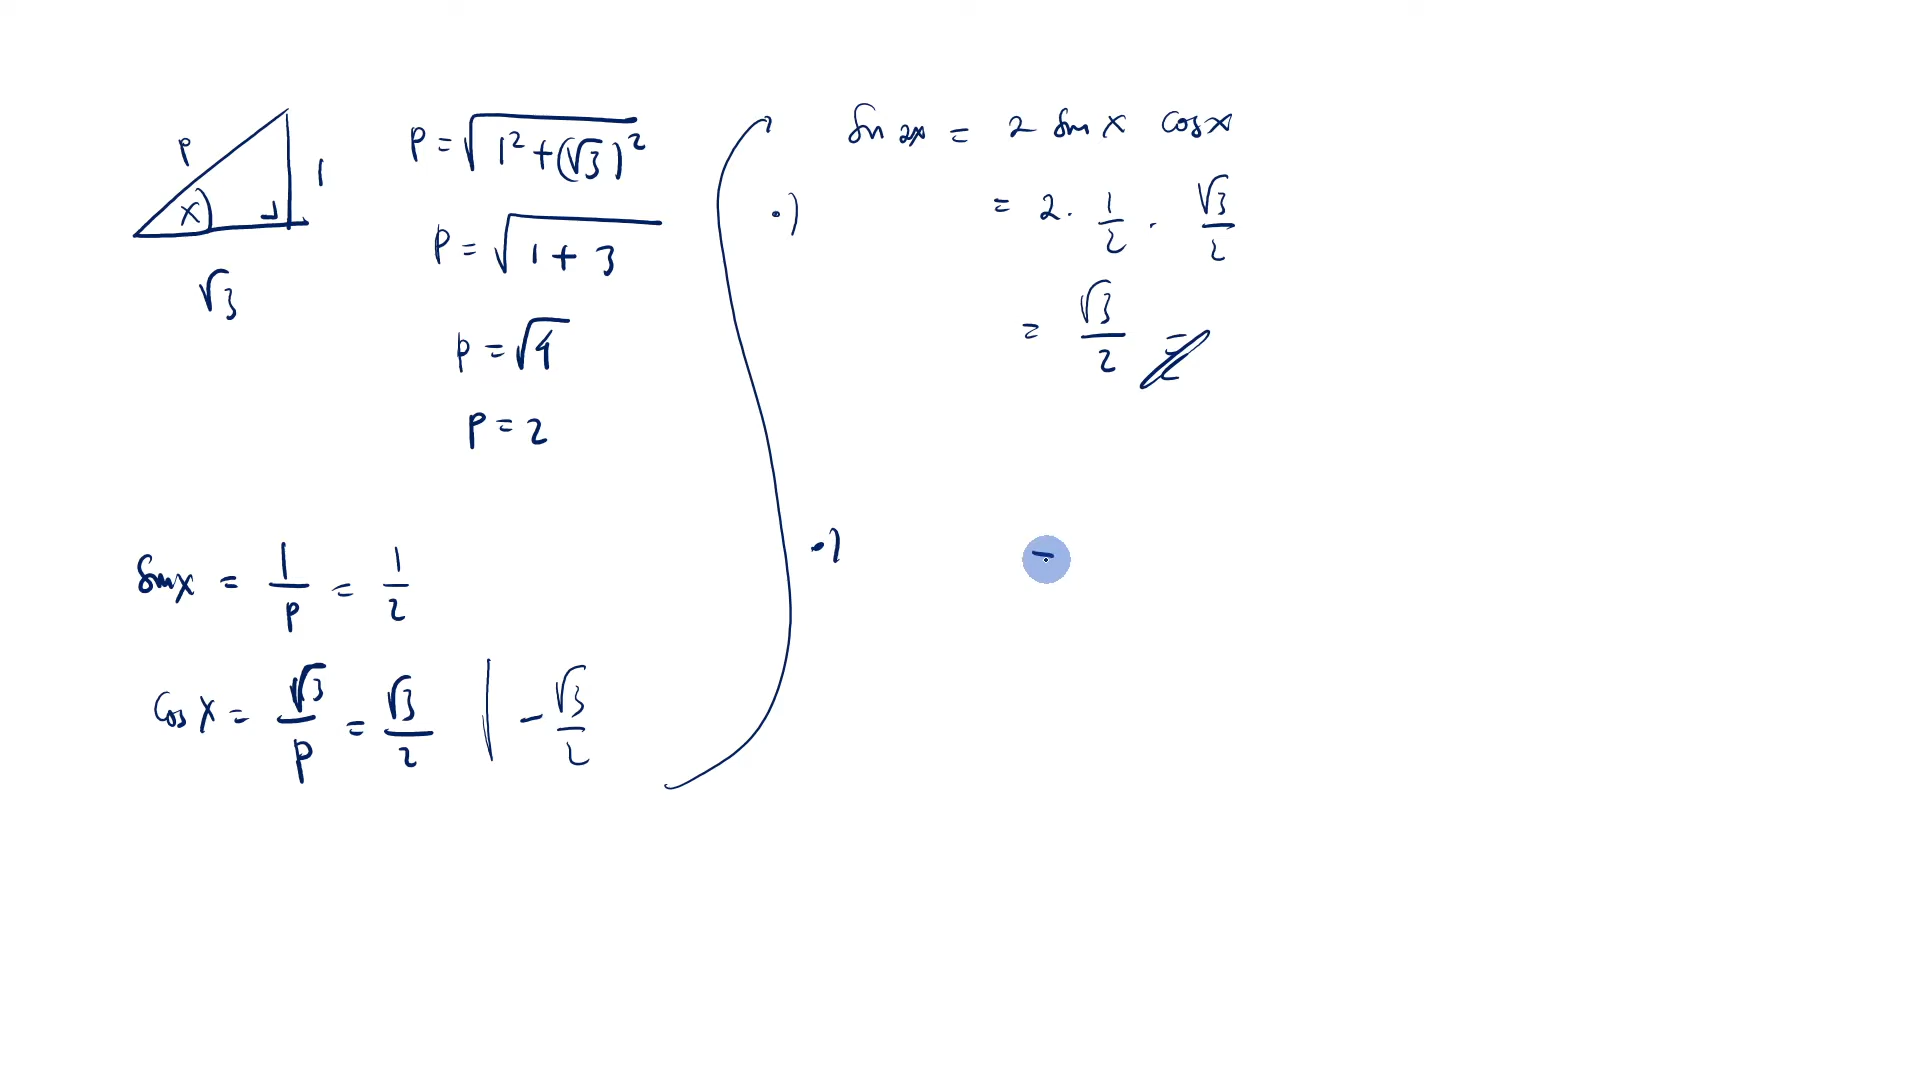 p
1
x
√3
p = √(1² + (√3)²)
p = √(1 + 3)
p = √4
p = 2
sin x = 1/p = 1/2
cos x = √3/p = √3/2 | - √3/2
sin 2x = 2 sin x cos x
•) = 2 . 1/2 . √3/2
= √3/2
•) =